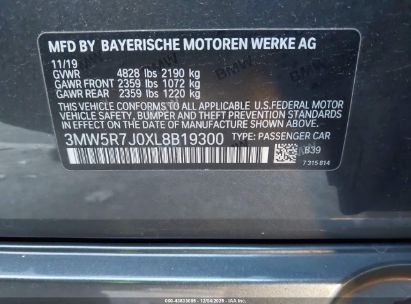 MFD BY BAYERISCHE MOTOREN WERKE AG
11/19
GVWR 4828 lbs 2190 kg
GAWR FRONT 2359 lbs 1072 kg
GAWR REAR 2359 lbs 1220 kg
THIS VEHICLE CONFORMS TO ALL APPLICABLE U.S.FEDERAL MOTOR
VEHICLE SAFETY, BUMPER AND THEFT PREVENTION STANDARDS
IN EFFECT ON THE DATE OF MANUFACTURE SHOWN ABOVE.
3MW5R7J0XL8B19300 TYPE: PASSENGER CAR
B39
7 315 814